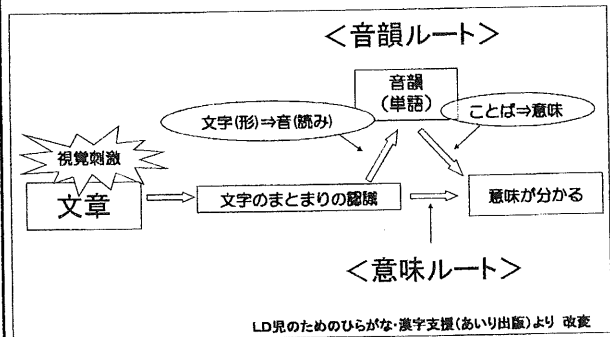 ＜音韻ルート＞
音韻
（単語）
文字(形)⇒音(読み)
ことば⇒意味
視覚刺激
文章
文字のまとまりの認識
意味が分かる
＜意味ルート＞
LD児のためのひらがな・漢字支援（あいり出版）より 改変